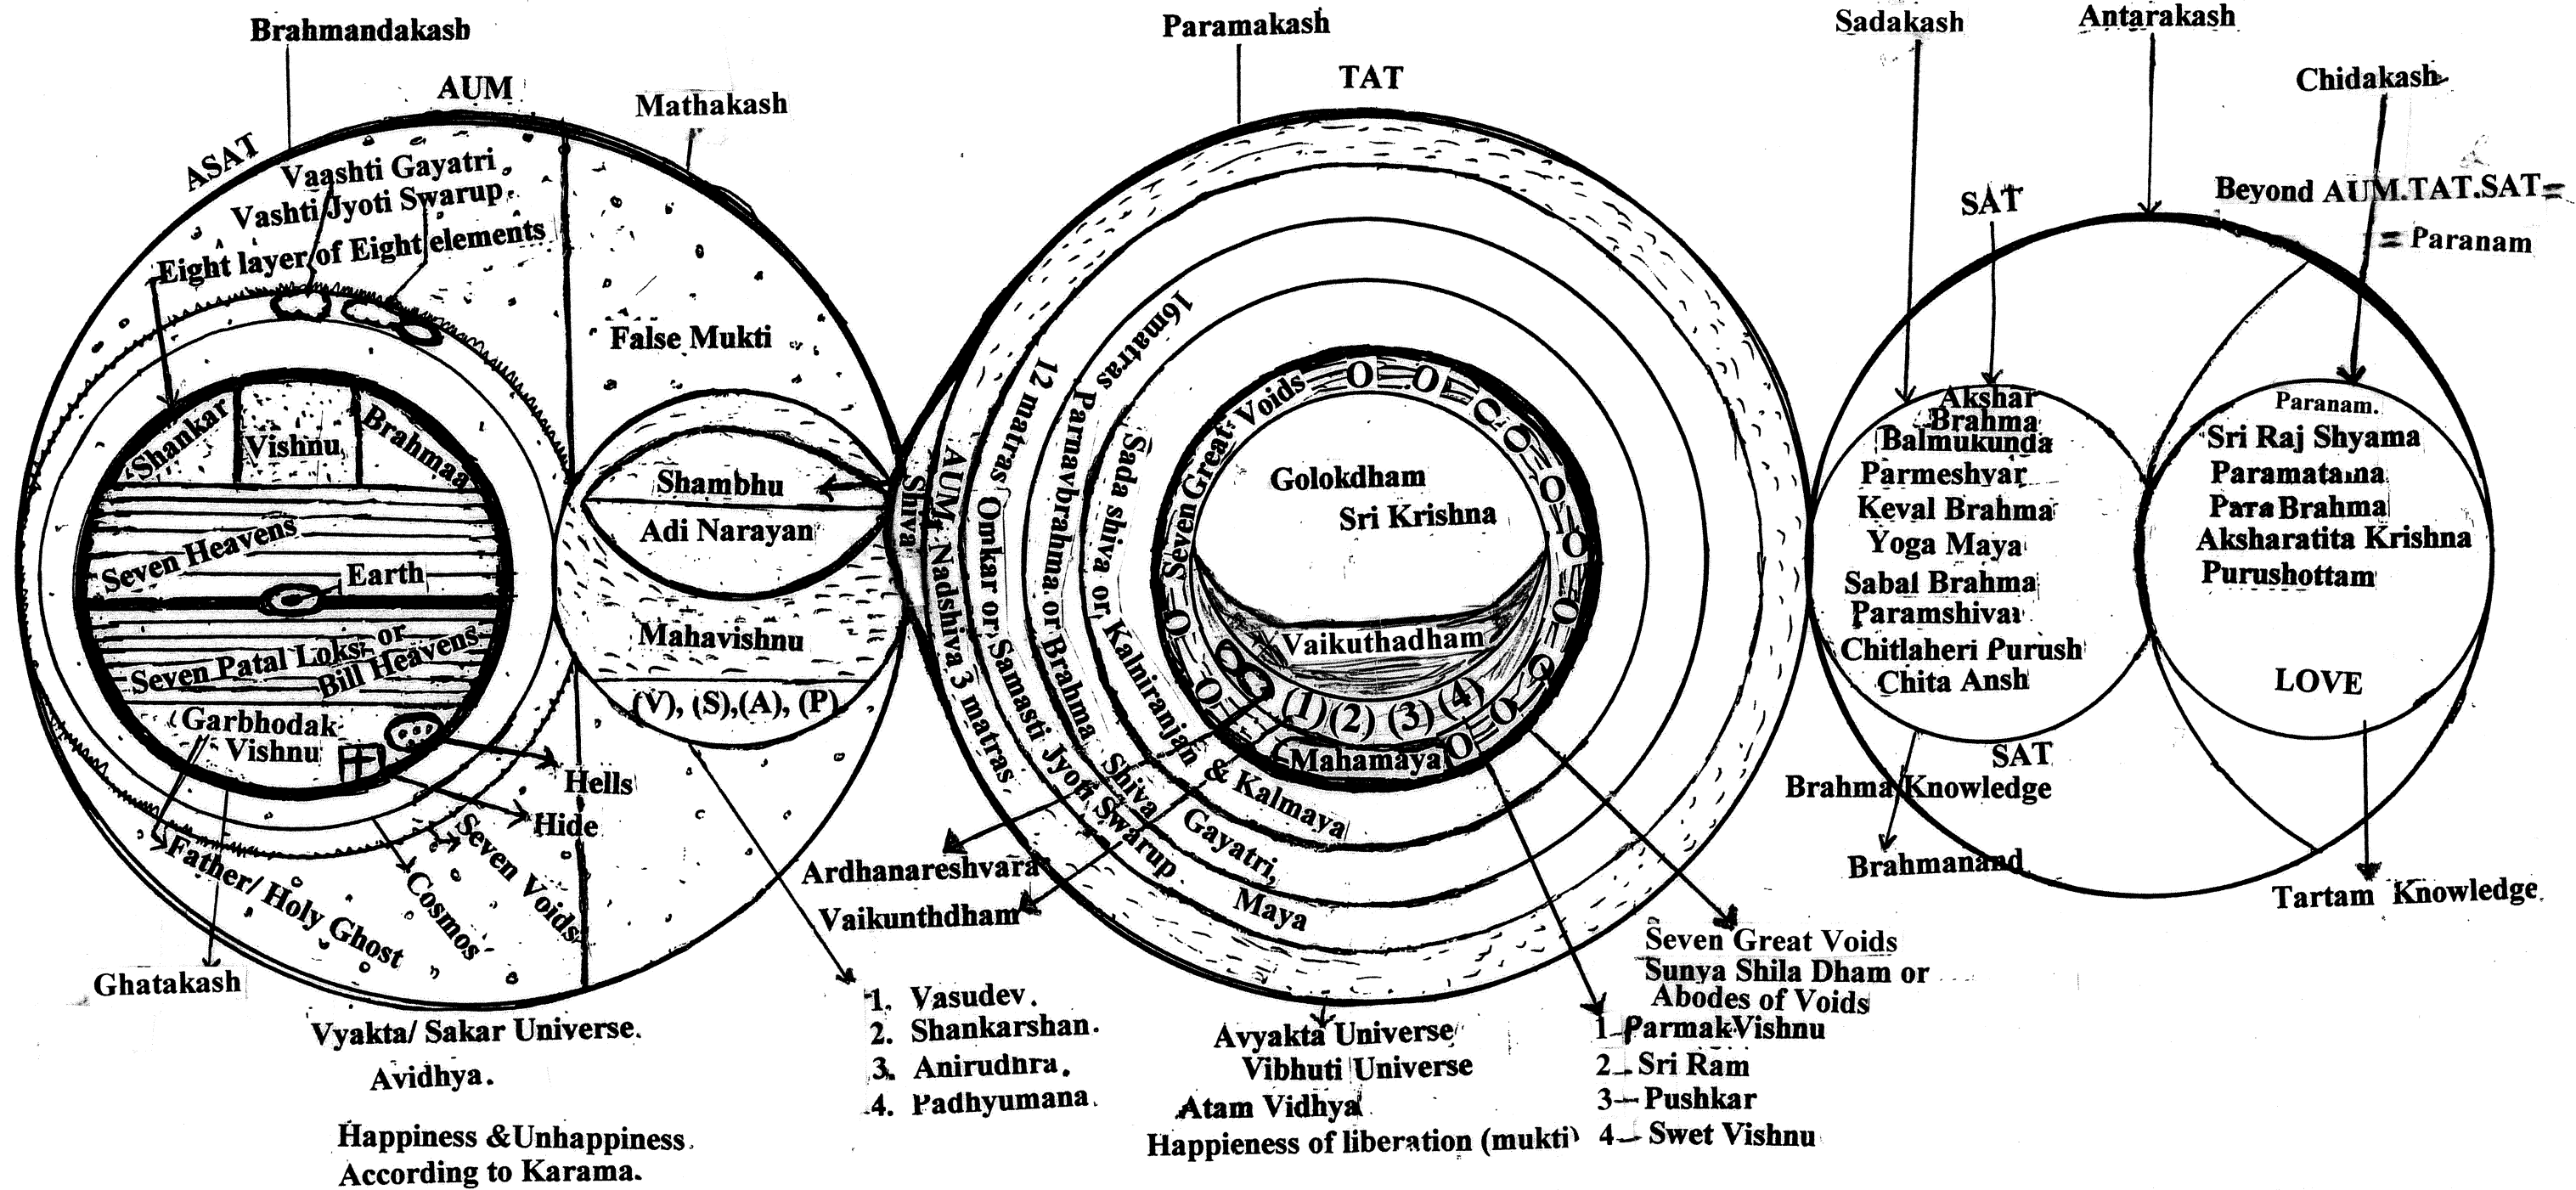 Brahmandakash
AUM
Mathakash
ASAT
Vaashti Gayatri
Vashti Jyoti Swarup
Eight layer of Eight elements
False Mukti
Shankar
Vishnu
Brahmaa
Seven Heavens
Earth
Seven Patal Loks or
Bill Heavens
Garbhodak
Vishnu
Hells
Hide
Seven Voids
Cosmos
Father/ Holy Ghost
Ghatakash
Shambhu
Adi Narayan
Mahavishnu
(V), (S),(A), (P)
Vyakta/ Sakar Universe.
Avidhya.
Happiness &Unhappiness
According to Karama.
1. Vasudev.
2. Shankarshan.
3. Anirudhra.
4. Padhyumana.
Paramakash
TAT
Shiva
AUM Nadshiva 3 matras
12 matras Omkar or Samasti Jyoti Swarup
16matras Parnavbrahma or Brahma Shiva Gayatri,
Maya
Sada shiva or Kalniranjan & Kalmaya
Seven Great Voids
Golokdham
Sri Krishna
Vaikuthadham
(1) (2) (3) (4)
Mahamaya
Ardhanareshvara
Vaikunthdham
Avyakta Universe
Vibhuti Universe
Atam Vidhya
Happieness of liberation (mukti)
Seven Great Voids
Sunya Shila Dham or
Abodes of Voids
1-ParmakVishnu
2- Sri Ram
3- Pushkar
4- Swet Vishnu
Sadakash
Antarakash
Chidakash
SAT
Beyond AUM.TAT.SAT=
= Paranam
Akshar
Brahma
Balmukunda
Parmeshvar
Keval Brahma
Yoga Maya
Sabal Brahma
Paramshiva
Chitlaheri Purush
Chita Ansh
SAT
Brahma Knowledge
Brahmanand
Paranam.
Sri Raj Shyama
Paramatama
Para Brahma
Aksharatita Krishna
Purushottam
LOVE
Tartam Knowledge